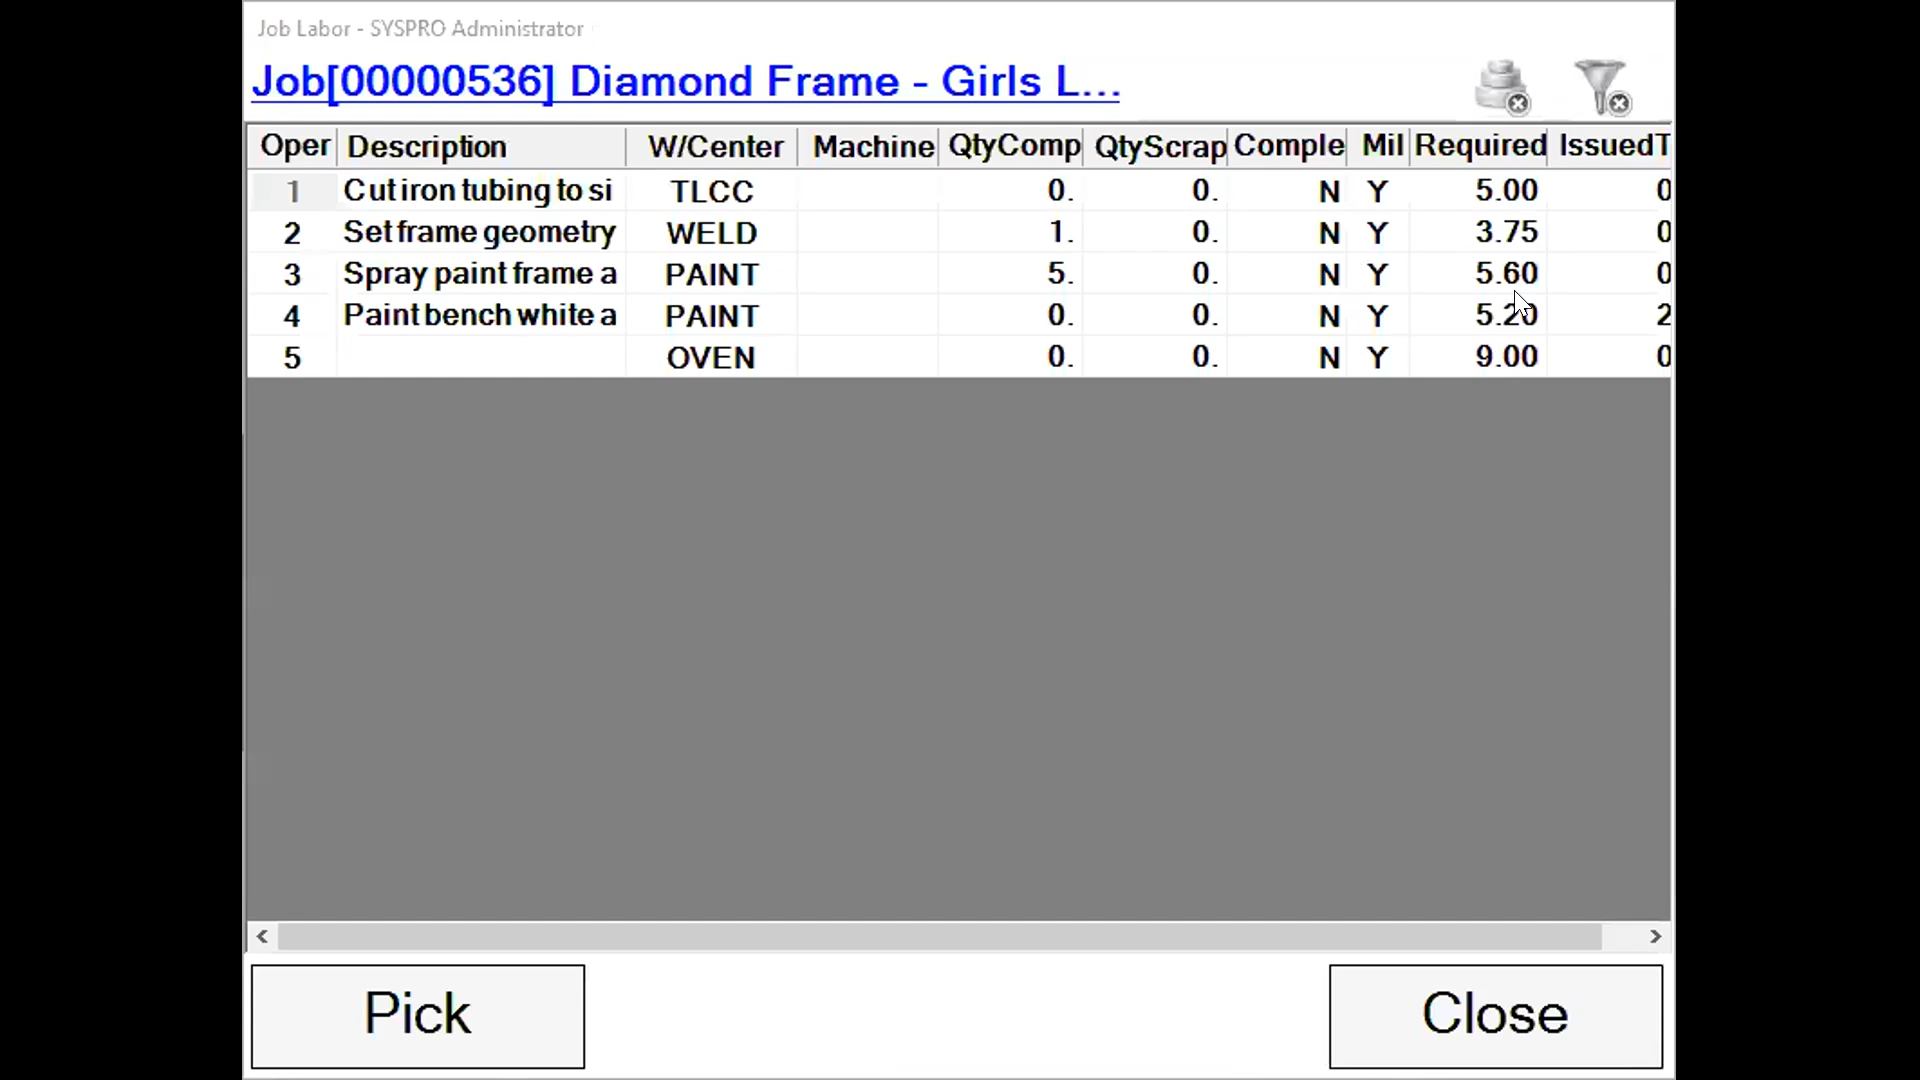 Job Labor - SYSPRO Administrator
Job[00000536] Diamond Frame - Girls L...
Oper Description W/Center Machine QtyComp QtyScrap Comple Mil Required IssuedT
1 Cut iron tubing to si TLCC 0. 0. N Y 5.00 0
2 Set frame geometry WELD 1. 0. N Y 3.75 0
3 Spray paint frame a PAINT 5. 0. N Y 5.60 0
4 Paint bench white a PAINT 0. 0. N Y 5.20 2
5 OVEN 0. 0. N Y 9.00 0
Pick Close